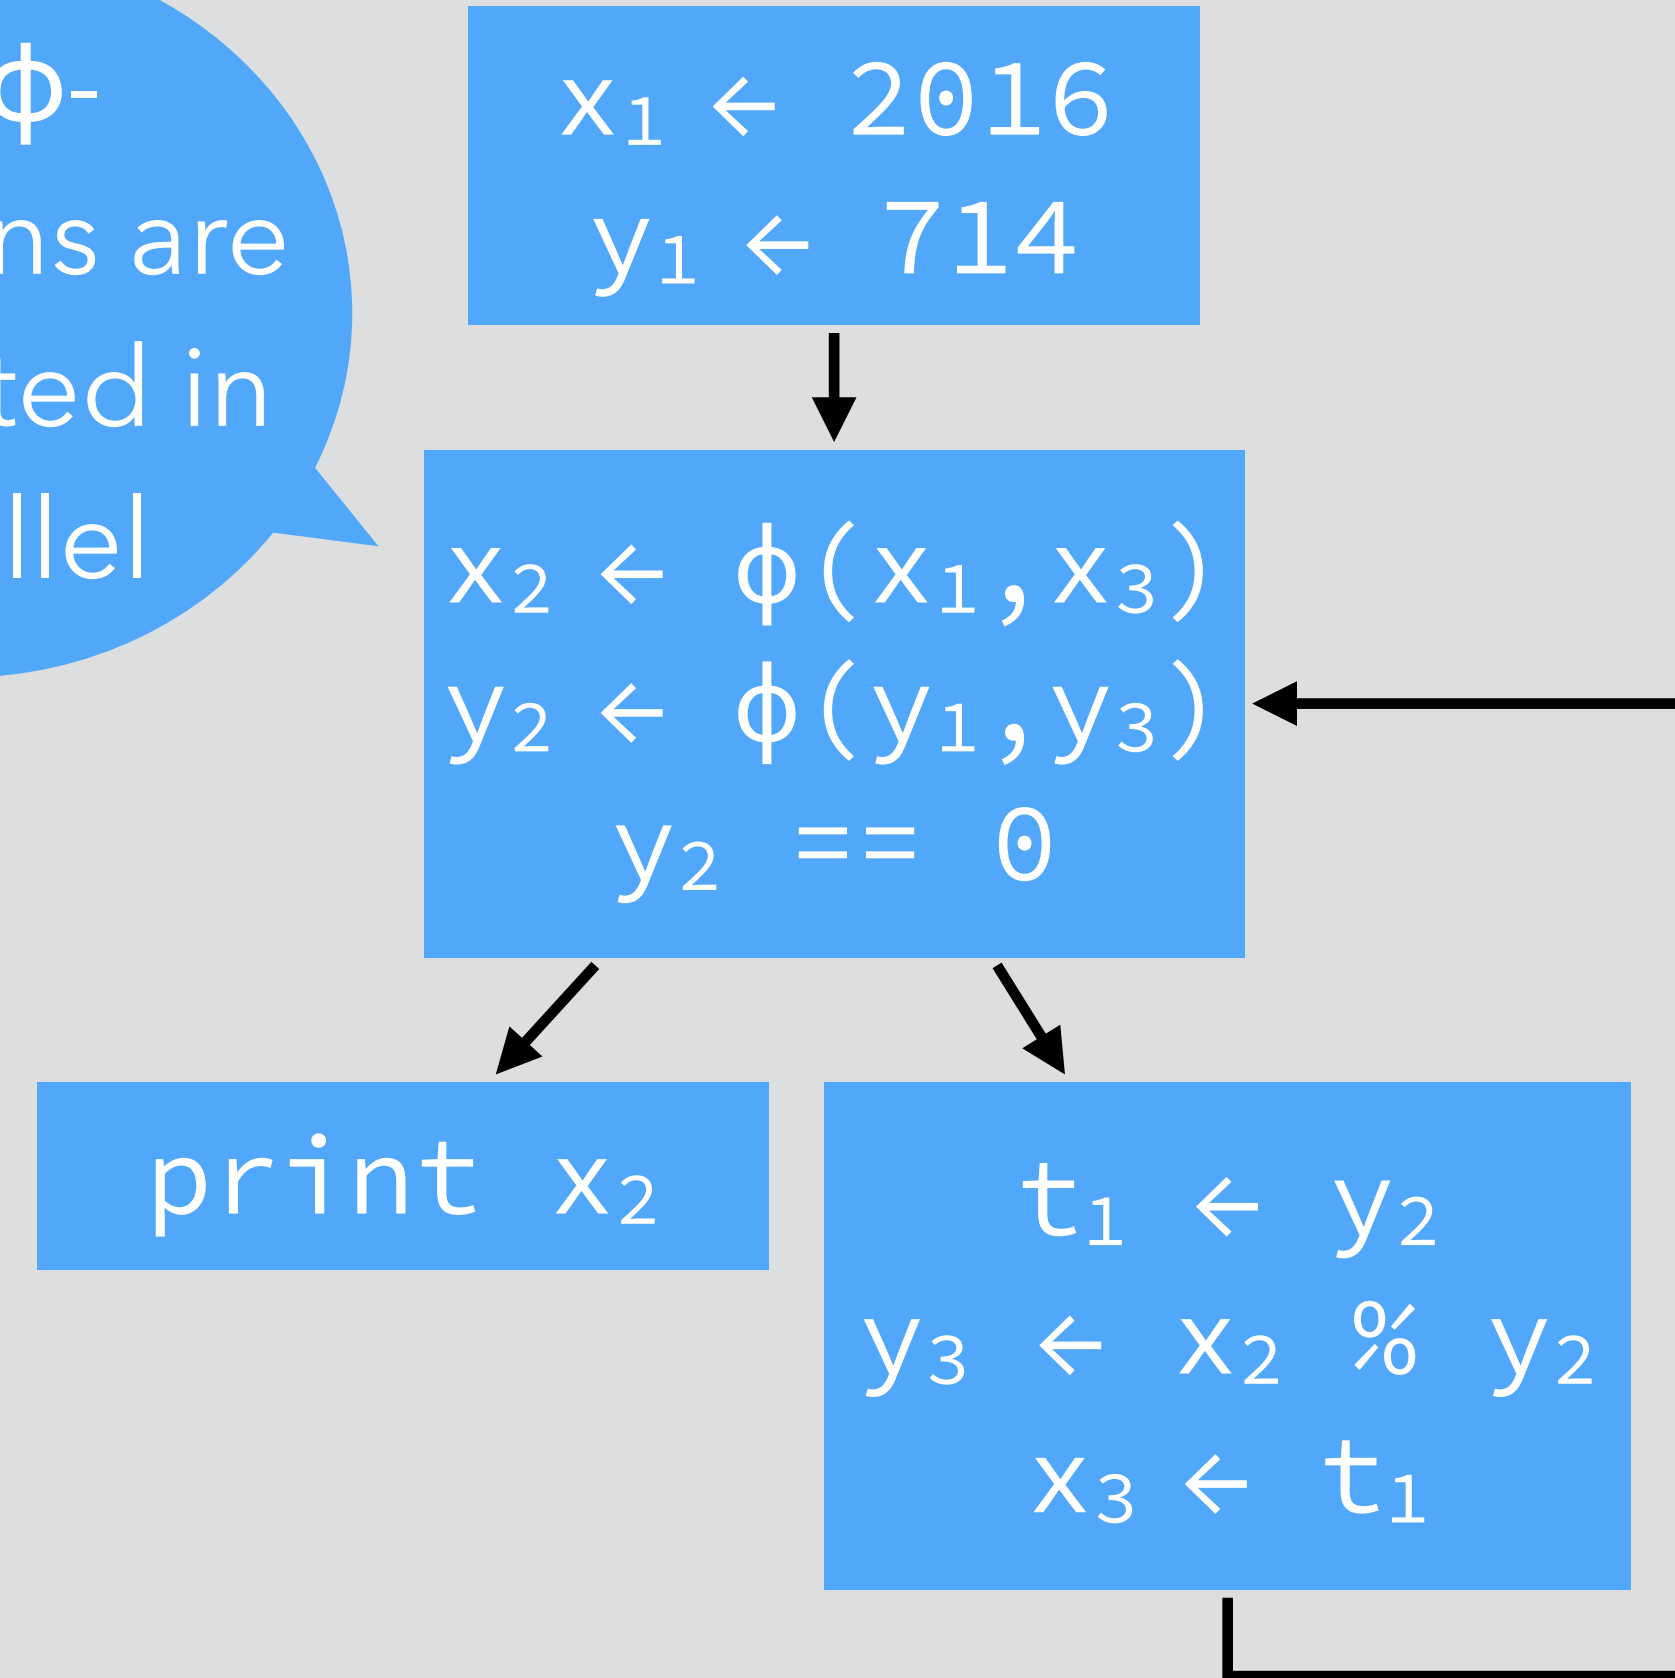 ϕ-
ns are
ted in
llel
x₁ ← 2016
y₁ ← 714
x₂ ← ϕ(x₁,x₃)
y₂ ← ϕ(y₁,y₃)
y₂ == 0
print x₂
t₁ ← y₂
y₃ ← x₂ % y₂
x₃ ← t₁